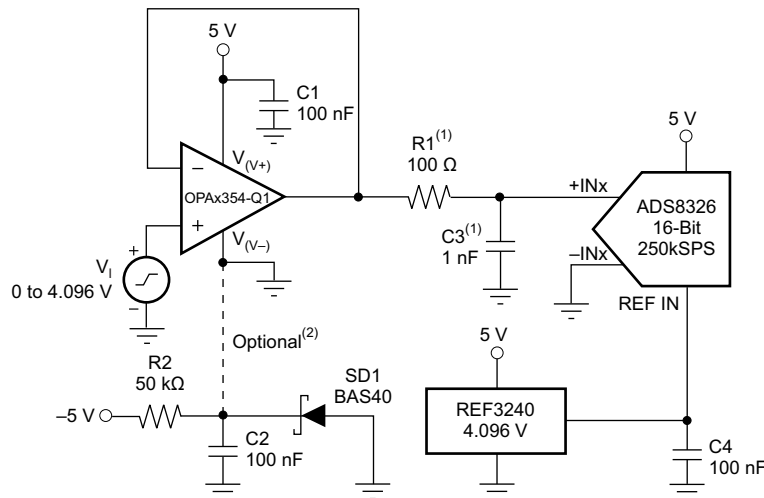 5 V
C1
100 nF
V(V+)
−
OPAx354-Q1
+
V(V−)
+
VI
0 to 4.096 V
−
Optional(2)
R2
50 kΩ
−5 V
C2
100 nF
SD1
BAS40
R1(1)
100 Ω
C3(1)
1 nF
5 V
+INx
ADS8326
16-Bit
250kSPS
−INx
REF IN
5 V
REF3240
4.096 V
C4
100 nF